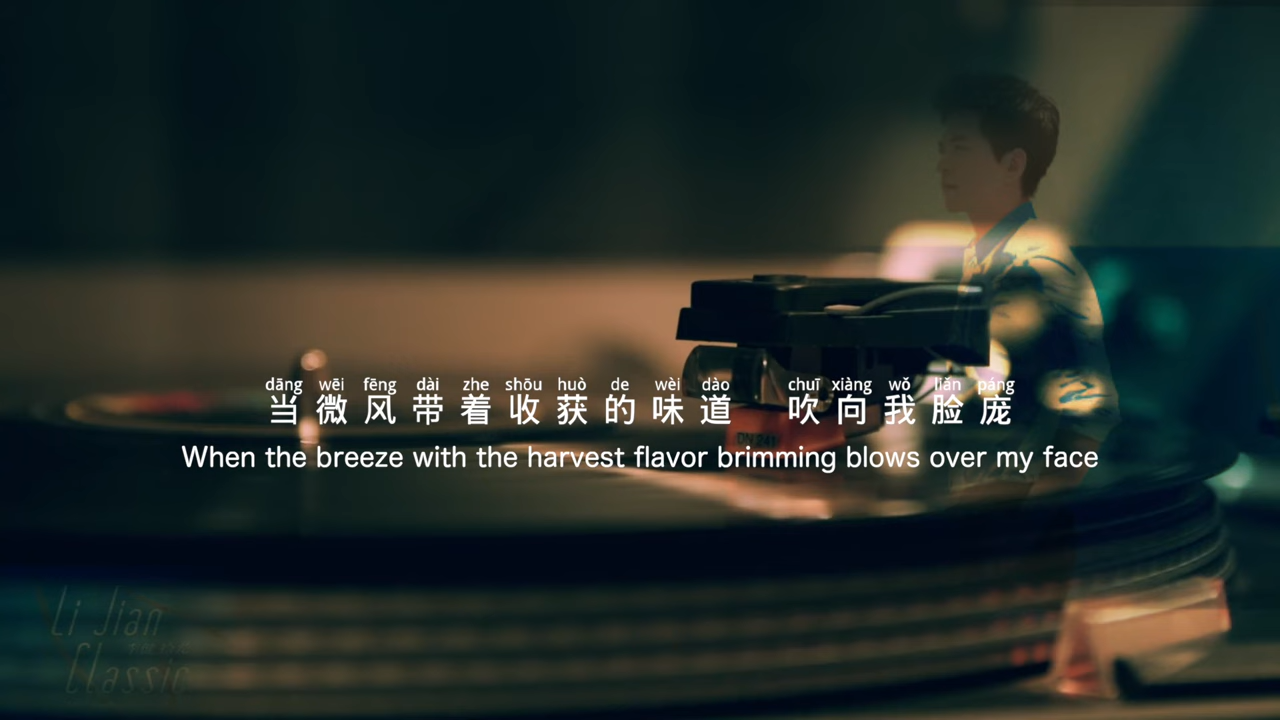 dāng wēi fēng dài zhe shōu huò de wèi dào chuī xiàng wǒ liǎn páng
当微风带着收获的味道 吹向我脸庞
When the breeze with the harvest flavor brimming blows over my face
Li Jian
Classic